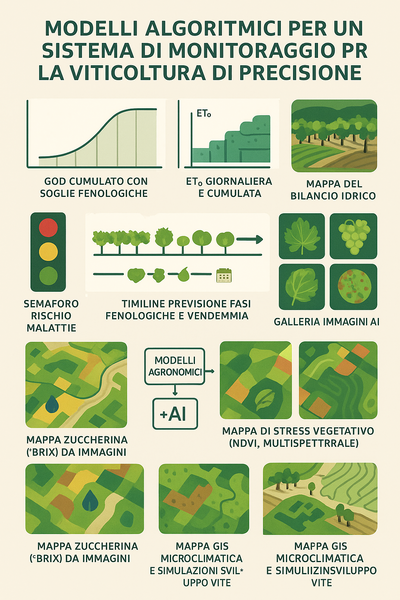 MODELLI ALGORITMICI PER UN
SISTEMA DI MONITORAGGIO PR
LA VITICOLTURA DI PRECISIONE
ET₀
GOD CUMULATO CON
SOGLIE FENOLOGICHE
ET₀ GIORNALIERA
E CUMULATA
MAPPA DEL
BILANCIO IDRICO
SEMAFORO
RISCHIO
MALATTIE
TIMILINE PREVISIONE FASI
FENOLOGICHE E VENDEMMIA
GALLERIA IMMAGINI AI
MODELLI
AGRONOMICI
+AI
MAPPA ZUCCHERINA
(°BRIX) DA IMMAGINI
MAPPA DI STRESS VEGETATIVO
(NDVI, MULTISPETTRRALE)
MAPPA ZUCCHERINA
(°BRIX) DA IMMAGINI
MAPPA GIS
MICROCLIMATICA
E SIMULAZIONI SVIL•
UPPO VITE
MAPPA GIS
MICROCLIMATICA
E SIMULIIZINSVILUPPO
VITE